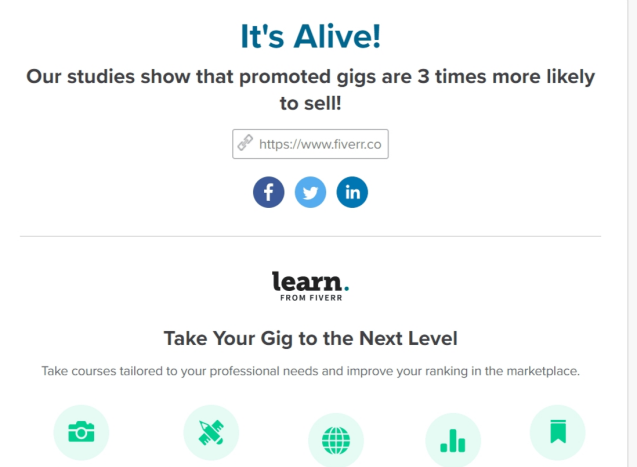 It's Alive!
Our studies show that promoted gigs are 3 times more likely
to sell!
https://www.fiverr.co
f
in
learn.
FROM FIVERR
Take Your Gig to the Next Level
Take courses tailored to your professional needs and improve your ranking in the marketplace.